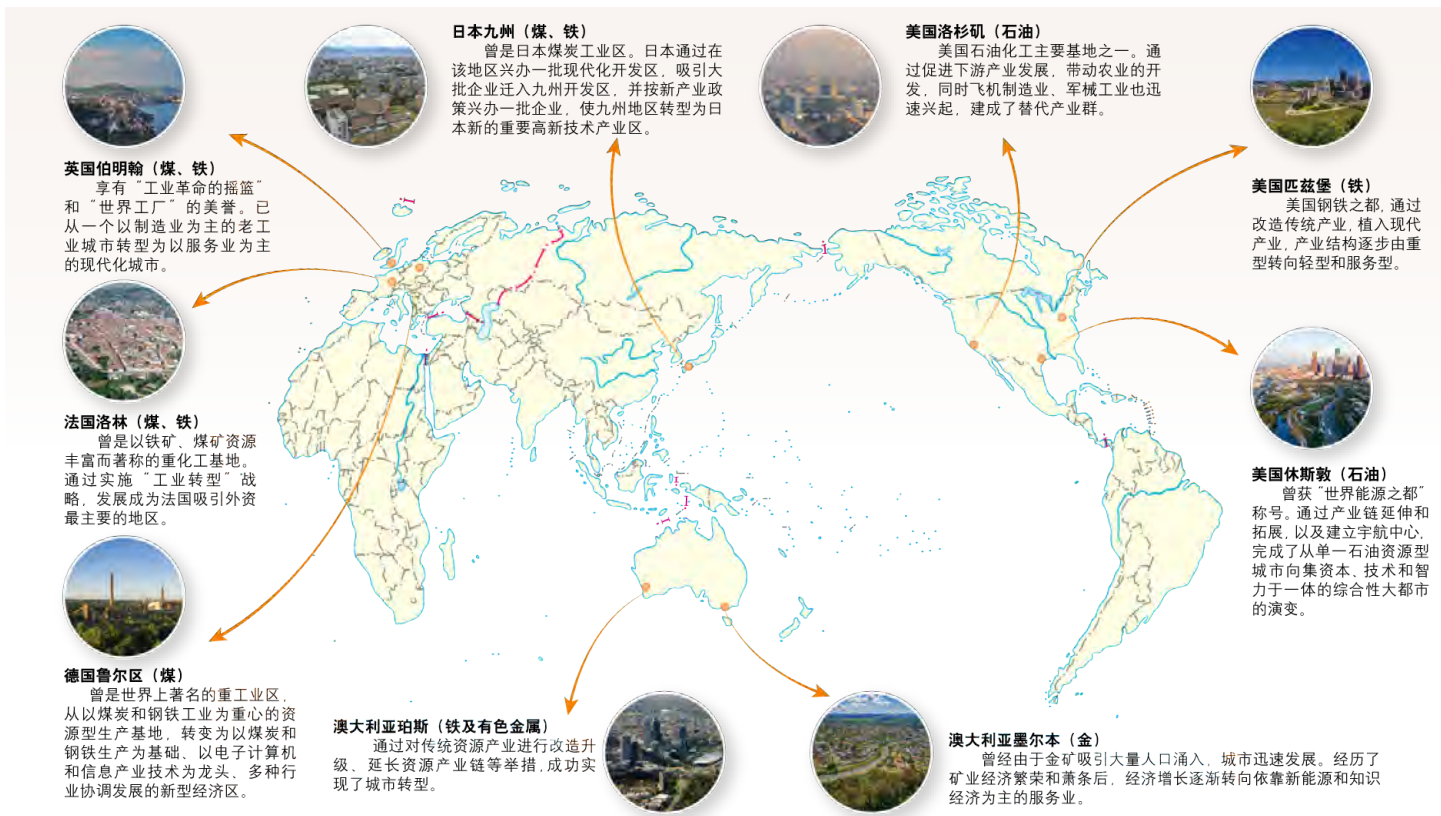 日本九州（煤、铁）
曾是日本煤炭工业区。日本通过在
该地区兴办一批现代化开发区，吸引大
批企业迁入九州开发区，并按新产业政
策兴办一批企业，使九州地区转型为日
本新的重要高新技术产业区。
美国洛杉矶（石油）
美国石油化工主要基地之一。通
过促进下游产业发展，带动农业的开
发，同时飞机制造业、军械工业也迅
速兴起，建成了替代产业群。
英国伯明翰（煤、铁）
享有“工业革命的摇篮”
和“世界工厂”的美誉。已
从一个以制造业为主的老工
业城市转型为以服务业为主
的现代化城市。
美国匹兹堡（铁）
美国钢铁之都，通过
改造传统产业，植入现代
产业，产业结构逐步由重
型转向轻型和服务型。
法国洛林（煤、铁）
曾是以铁矿、煤矿资源
丰富而著称的重化工基地。
通过实施“工业转型”战
略，发展成为法国吸引外资
最主要的地区。
美国休斯敦（石油）
曾获“世界能源之都”
称号。通过产业链延伸和
拓展，以及建立宇航中心，
完成了从单一石油资源型
城市向集资本、技术和智
力于一体的综合性大都市
的演变。
德国鲁尔区（煤）
曾是世界上著名的重工业区，
从以煤炭和钢铁工业为重心的资
源型生产基地，转变为以煤炭和
钢铁生产为基础、以电子计算机
和信息产业技术为龙头、多种行
业协调发展的新型经济区。
澳大利亚珀斯（铁及有色金属）
通过对传统资源产业进行改造升
级、延长资源产业链等举措，成功实
现了城市转型。
澳大利亚墨尔本（金）
曾经由于金矿吸引大量人口涌入，城市迅速发展。经历了
矿业经济繁荣和萧条后，经济增长逐渐转向依靠新能源和知识
经济为主的服务业。